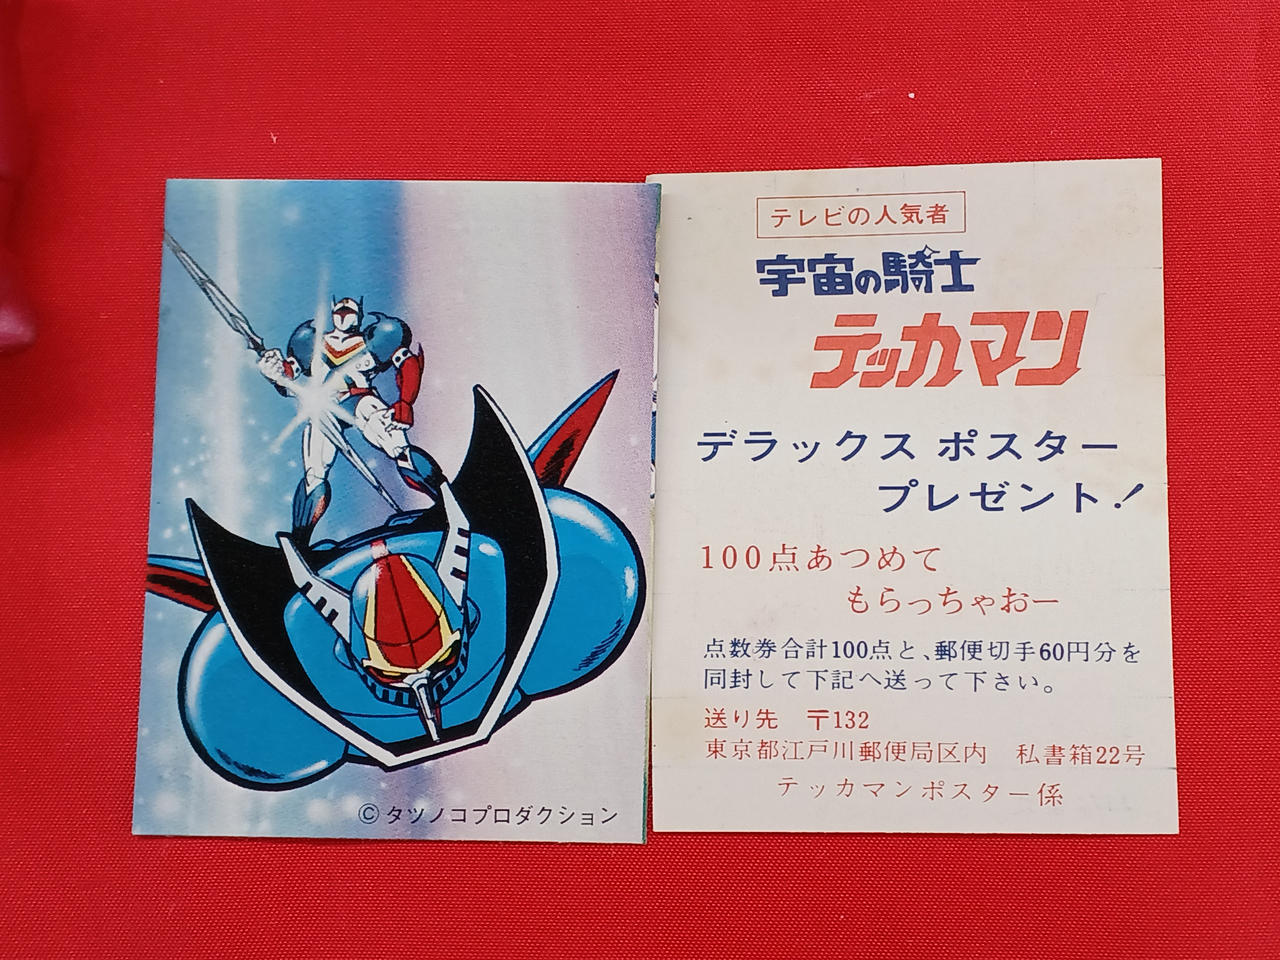 © タツノコプロダクション
テレビの人気者
宇宙の騎士
テッカマン
デラックス ポスター
プレゼント!
100点あつめて
もらっちゃおー
点数券合計100点と、郵便切手60円分を
同封して下記へ送って下さい。
送り先 〒132
東京都江戸川郵便局区内 私書箱22号
テッカマンポスター係